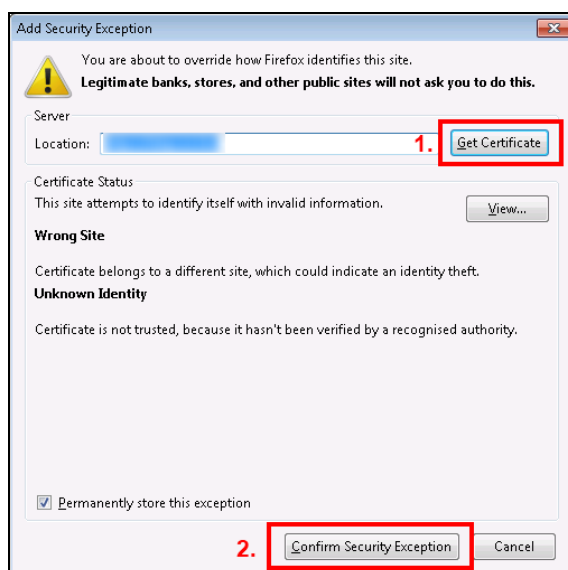 Add Security Exception
You are about to override how Firefox identifies this site.
Legitimate banks, stores, and other public sites will not ask you to do this.
Server
Location:
1.
Get Certificate
Certificate Status
This site attempts to identify itself with invalid information.
View...
Wrong Site
Certificate belongs to a different site, which could indicate an identity theft.
Unknown Identity
Certificate is not trusted, because it hasn't been verified by a recognised authority.
Permanently store this exception
2.
Confirm Security Exception
Cancel